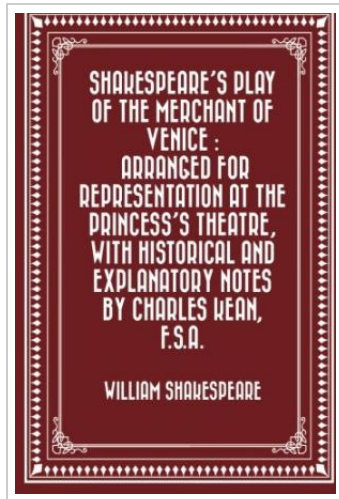 SHAKESPEARE'S PLAY
OF THE MERCHANT OF
VENICE :
ARRANGED FOR
REPRESENTATION AT THE
PRINCESS'S THEATRE,
WITH HISTORICAL AND
EXPLANATORY NOTES
BY CHARLES KEAN,
F.S.A.
WILLIAM SHAKESPEARE